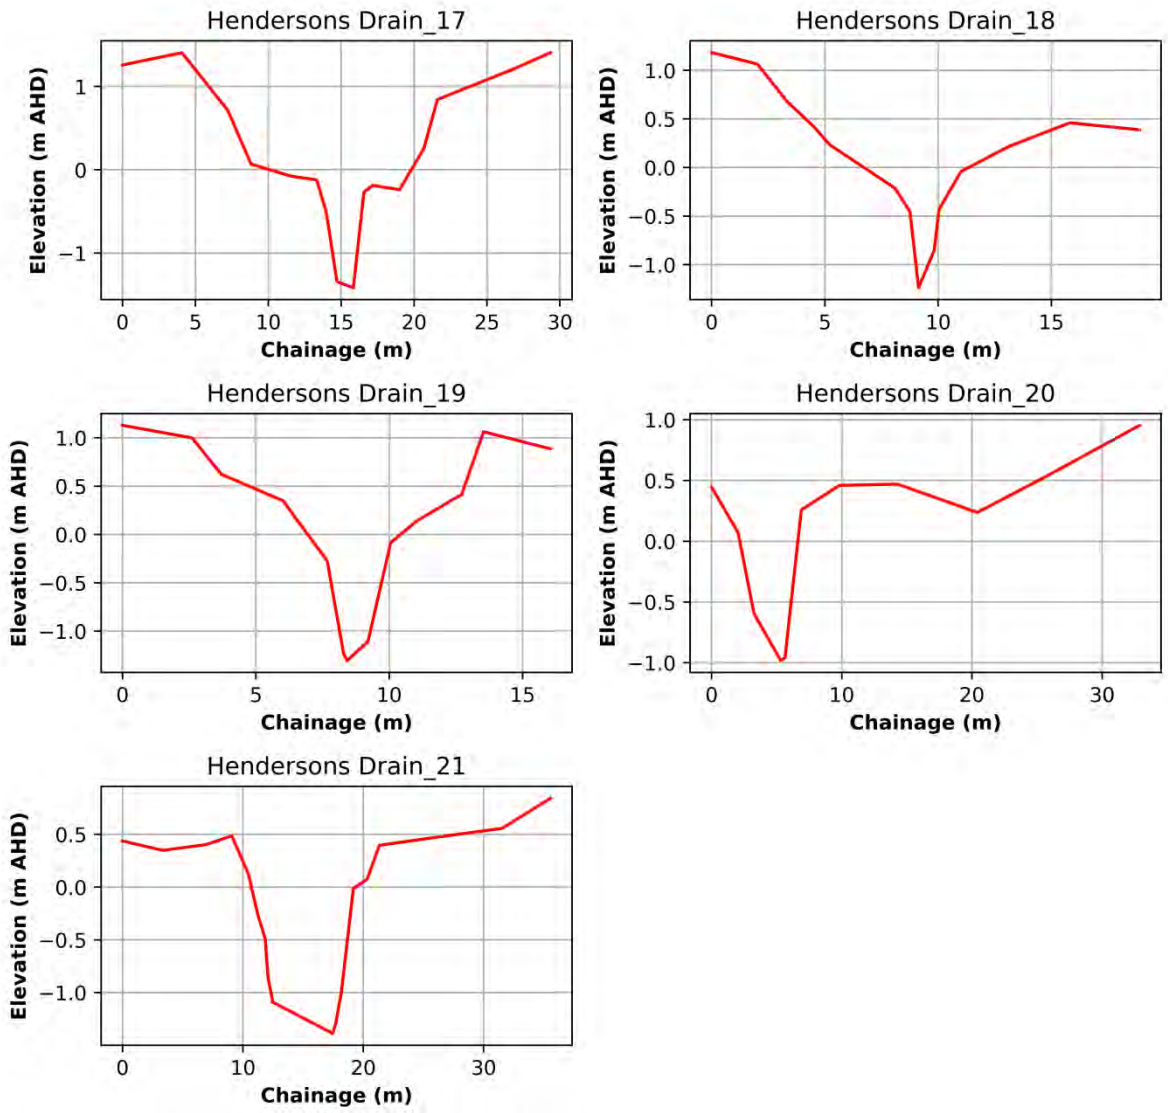 Hendersons Drain_17
Elevation (m AHD)
1
0
−1
0 5 10 15 20 25 30
Chainage (m)
Hendersons Drain_18
Elevation (m AHD)
1.0
0.5
0.0
−0.5
−1.0
0 5 10 15
Chainage (m)
Hendersons Drain_19
Elevation (m AHD)
1.0
0.5
0.0
−0.5
−1.0
0 5 10 15
Chainage (m)
Hendersons Drain_20
Elevation (m AHD)
1.0
0.5
0.0
−0.5
−1.0
0 10 20 30
Chainage (m)
Hendersons Drain_21
Elevation (m AHD)
0.5
0.0
−0.5
−1.0
0 10 20 30
Chainage (m)